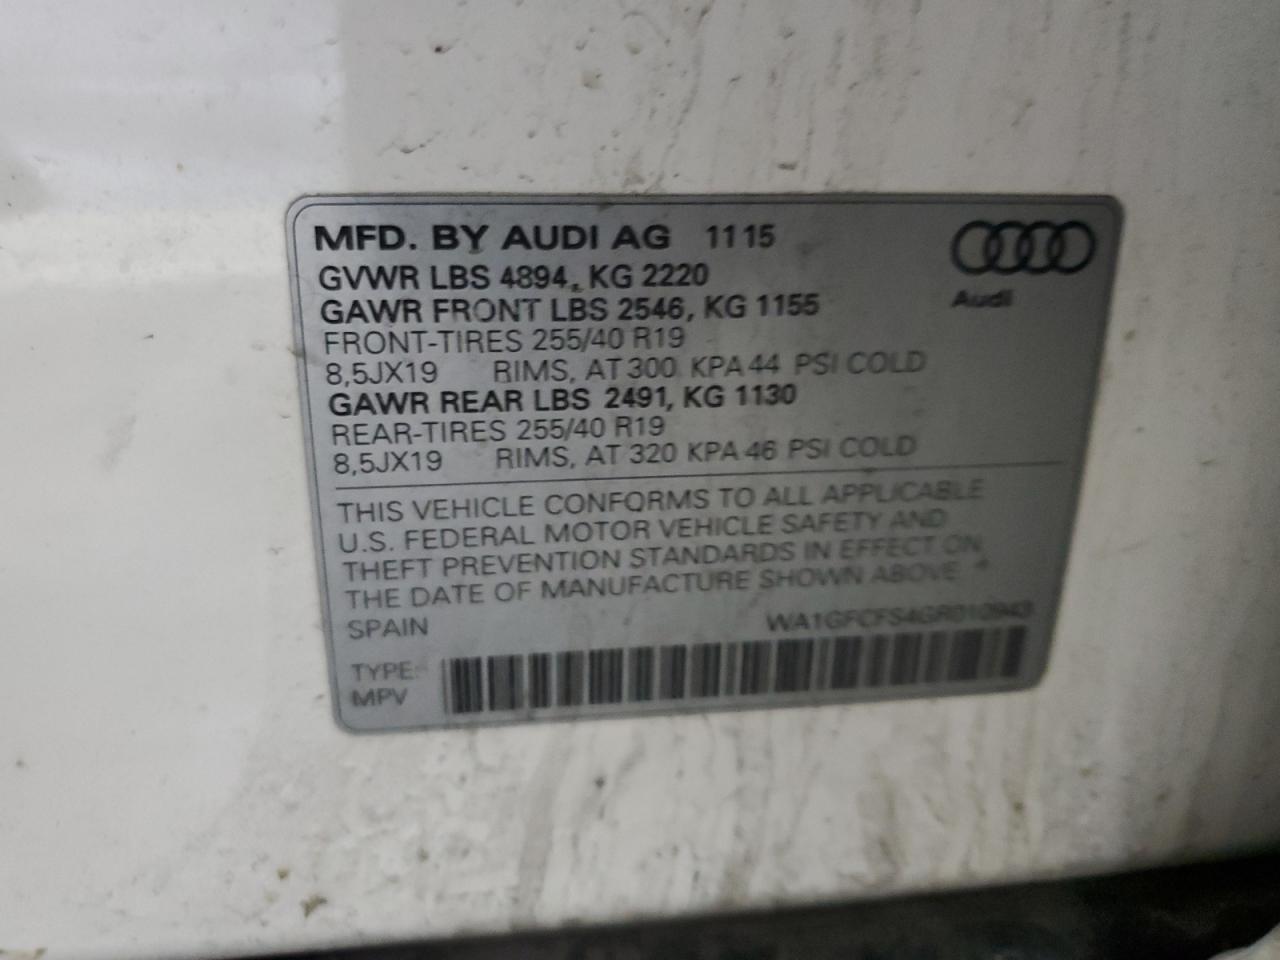 MFD. BY AUDI AG 1115
GVWR LBS 4894, KG 2220
GAWR FRONT LBS 2546, KG 1155
FRONT-TIRES 255/40 R19
8,5JX19 RIMS, AT 300 KPA 44 PSI COLD
GAWR REAR LBS 2491, KG 1130
REAR-TIRES 255/40 R19
8,5JX19 RIMS, AT 320 KPA 46 PSI COLD
Audi
THIS VEHICLE CONFORMS TO ALL APPLICABLE
U.S. FEDERAL MOTOR VEHICLE SAFETY AND
THEFT PREVENTION STANDARDS IN EFFECT ON
THE DATE OF MANUFACTURE SHOWN ABOVE *
SPAIN WA1GFCFS4GR010943
TYPE:
MPV